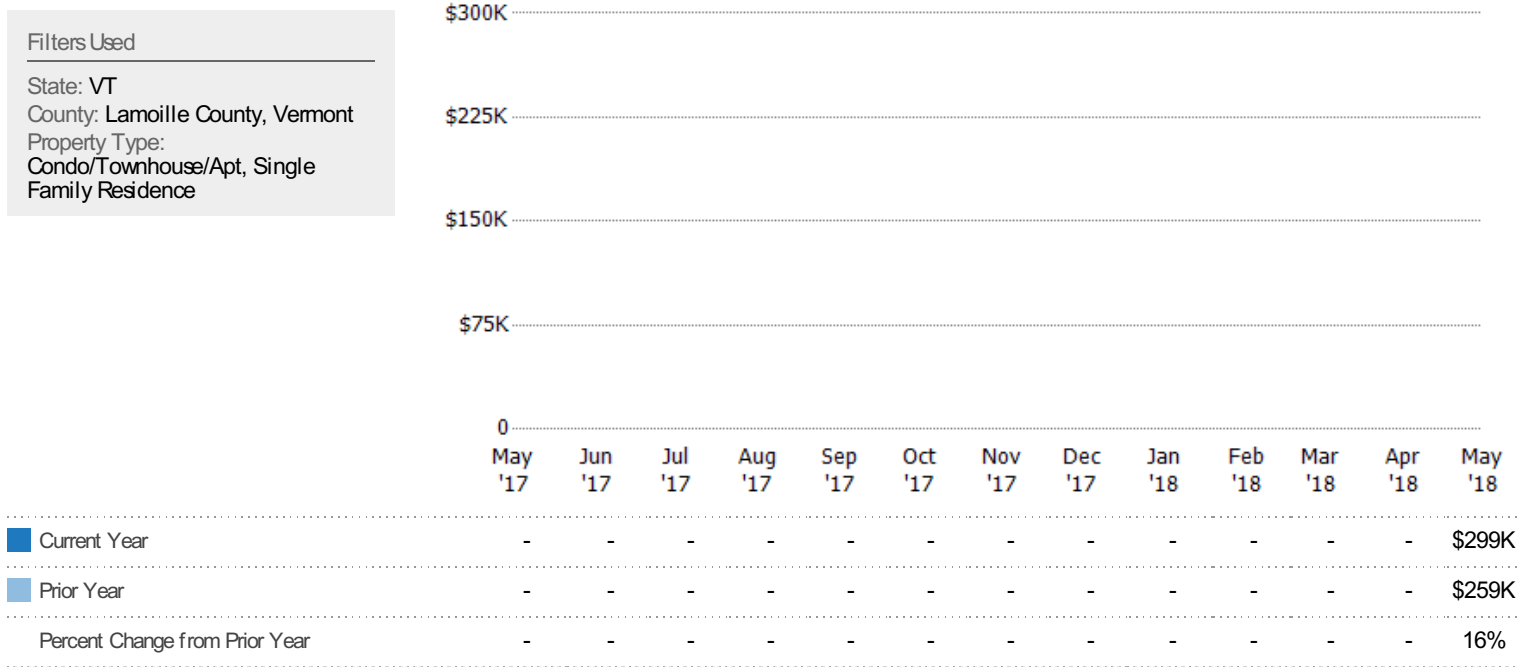 Filters Used
State: VT
County: Lamoille County, Vermont
Property Type:
Condo/Townhouse/Apt, Single
Family Residence
$300K
$225K
$150K
$75K
0
May Jun Jul Aug Sep Oct Nov Dec Jan Feb Mar Apr May
'17 '17 '17 '17 '17 '17 '17 '17 '18 '18 '18 '18 '18
Current Year - - - - - - - - - - - - $299K
Prior Year - - - - - - - - - - - - $259K
Percent Change from Prior Year - - - - - - - - - - - - 16%